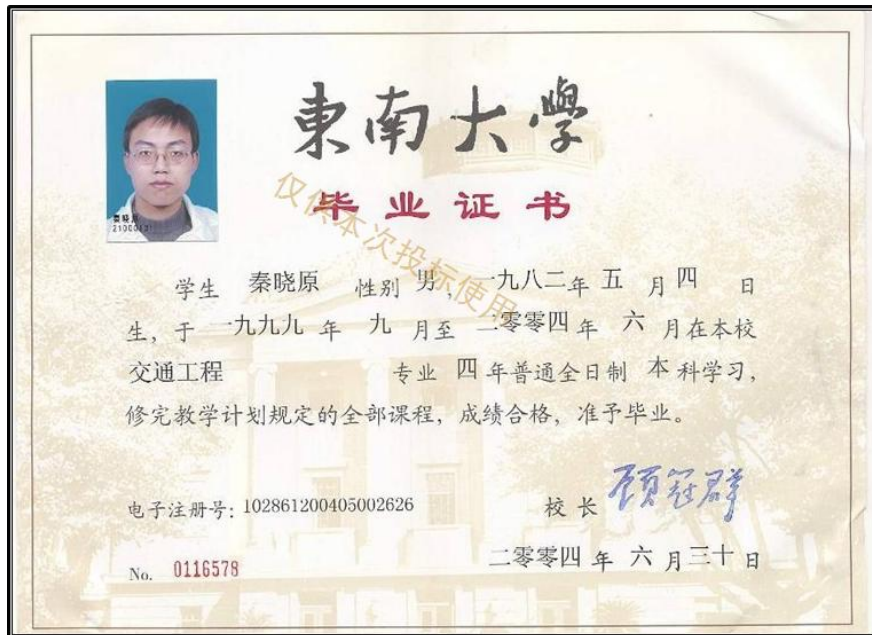 東南大學
毕业证书
仅供本次投标使用
秦晓原
学生 秦晓原 性别 男, 一九八二年 五 月 四 日
生, 于 一九九九 年 九 月至 二零零四 年 六 月在本校
交通工程 专业 四 年普通全日制 本 科学习,
修完教学计划规定的全部课程, 成绩合格, 准予毕业。
电子注册号: 102861200405002626 校 长 顾冠群
二零零四 年 六 月三十 日
No. 0116578